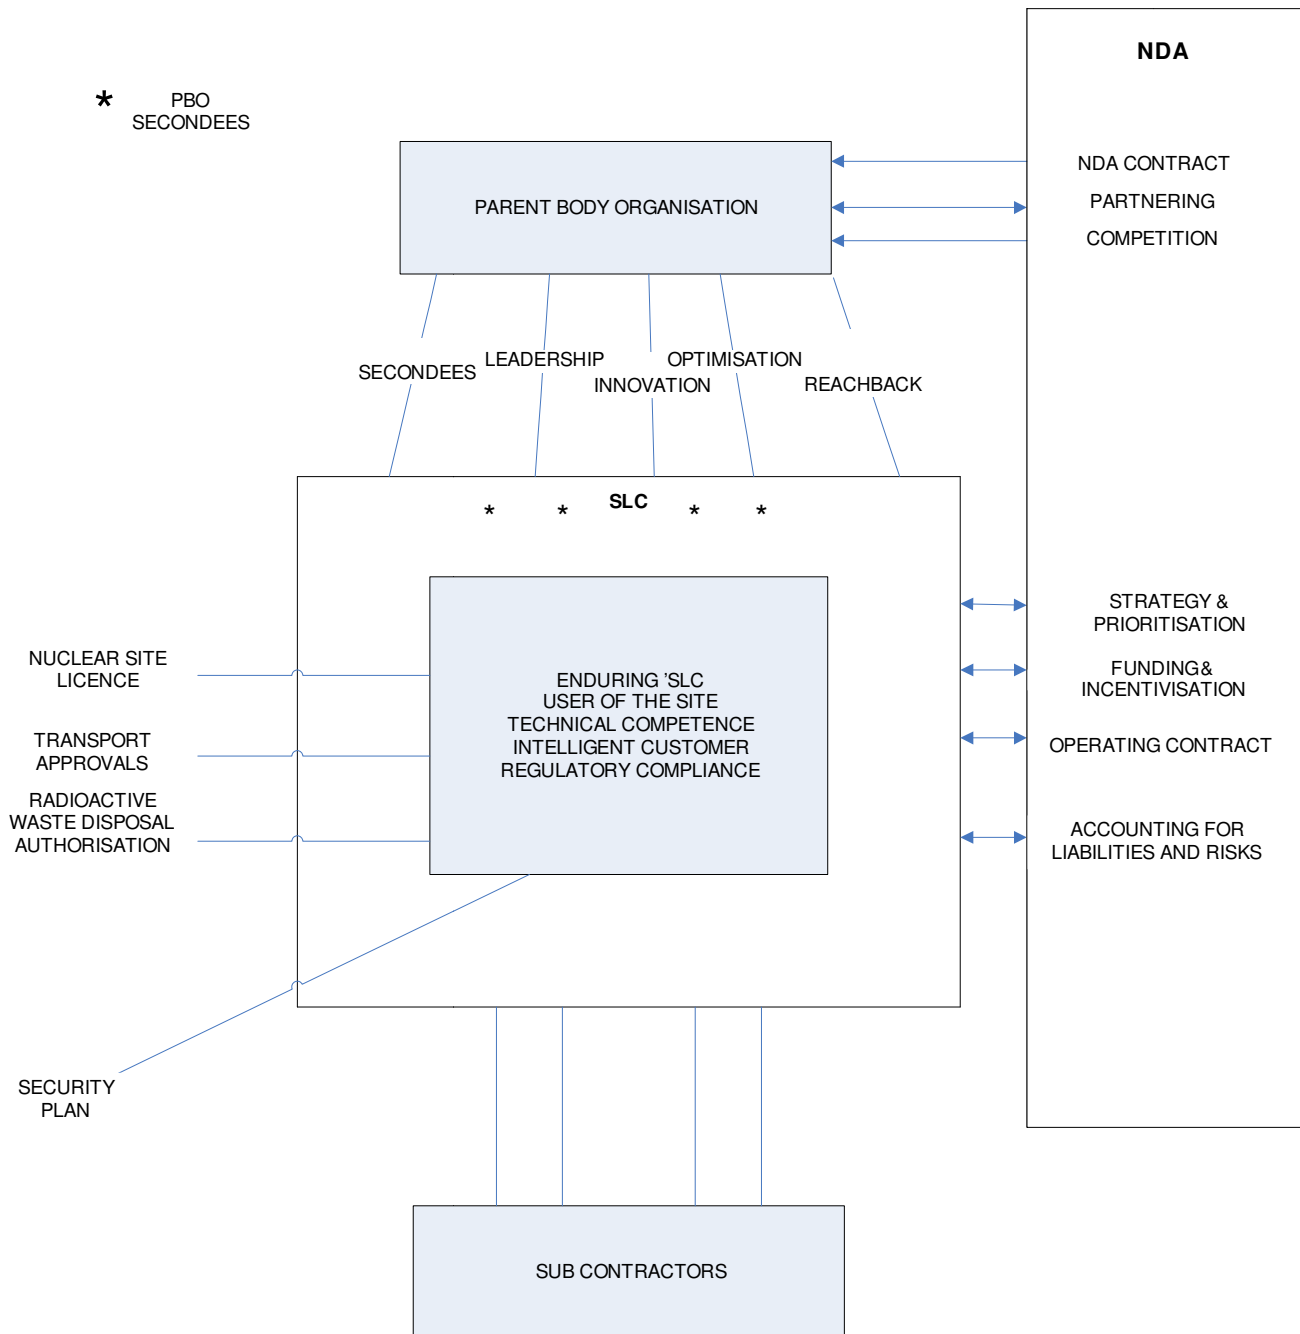 NDA
*
PBO
SECONDEES
PARENT BODY ORGANISATION
NDA CONTRACT
PARTNERING
COMPETITION
SECONDEES
LEADERSHIP
INNOVATION
OPTIMISATION
REACHBACK
SLC
* * * *
ENDURING 'SLC
USER OF THE SITE
TECHNICAL COMPETENCE
INTELLIGENT CUSTOMER
REGULATORY COMPLIANCE
NUCLEAR SITE
LICENCE
TRANSPORT
APPROVALS
RADIOACTIVE
WASTE DISPOSAL
AUTHORISATION
SECURITY
PLAN
STRATEGY &
PRIORITISATION
FUNDING&
INCENTIVISATION
OPERATING CONTRACT
ACCOUNTING FOR
LIABILITIES AND RISKS
SUB CONTRACTORS